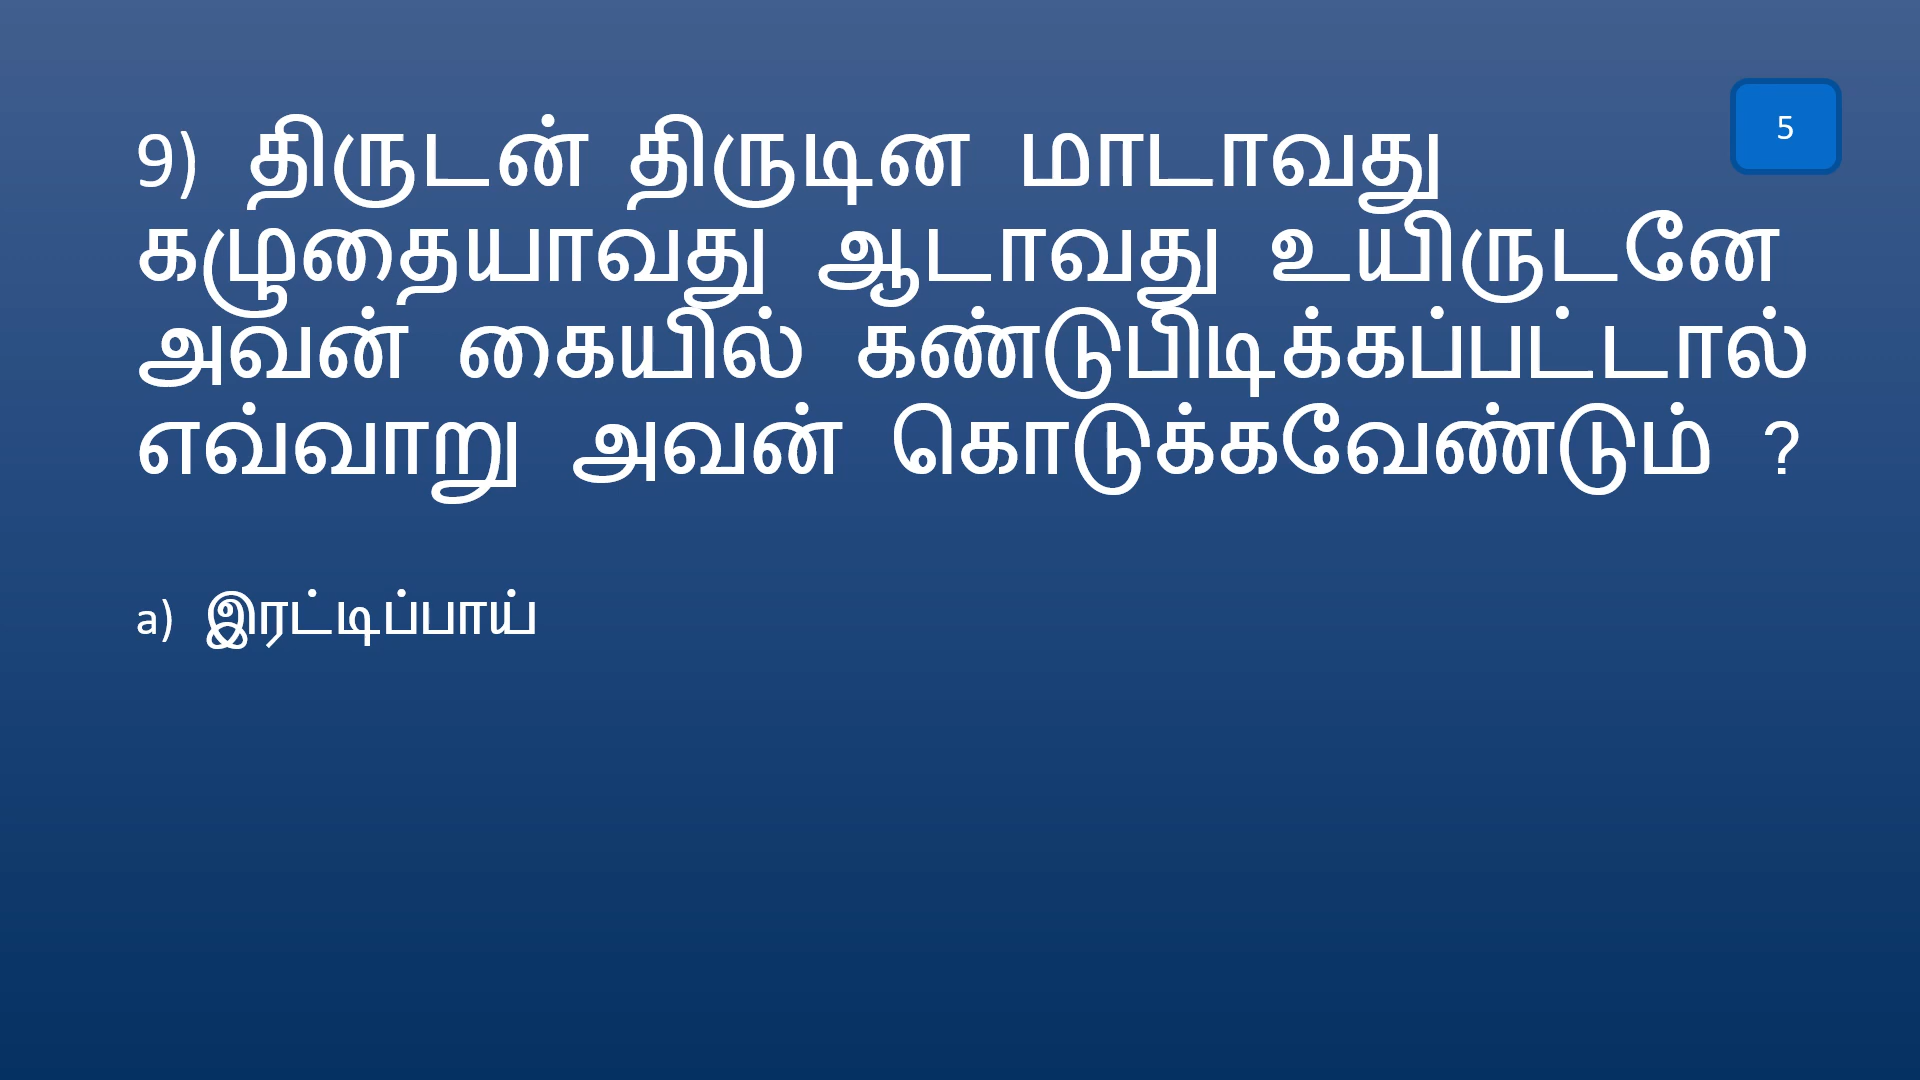 5
9) திருடன் திருடின மாடாவது
கழுதையாவது ஆடாவது உயிருடனே
அவன் கையில் கண்டுபிடிக்கப்பட்டால்
எவ்வாறு அவன் கொடுக்கவேண்டும் ?
a) இரட்டிப்பாய்